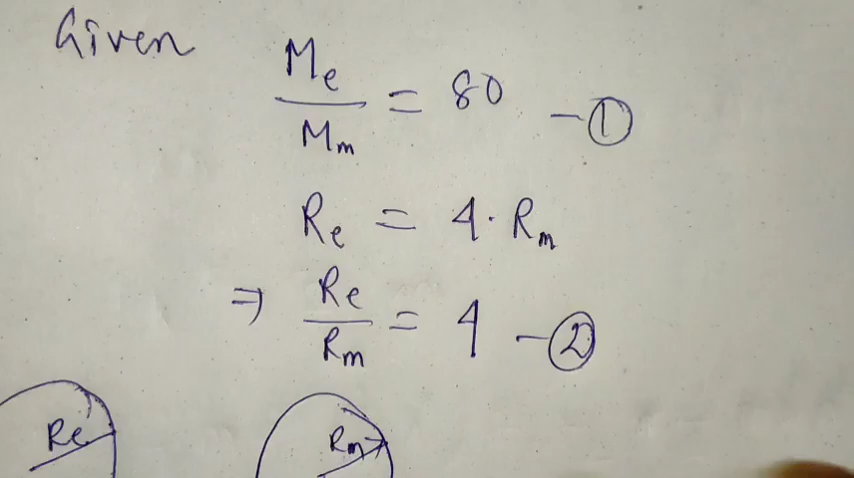 Given
Me
— = 80 — ①
Mm
Re = 4 · Rm
⇒ Re
— = 4 — ②
Rm
Re
Rm